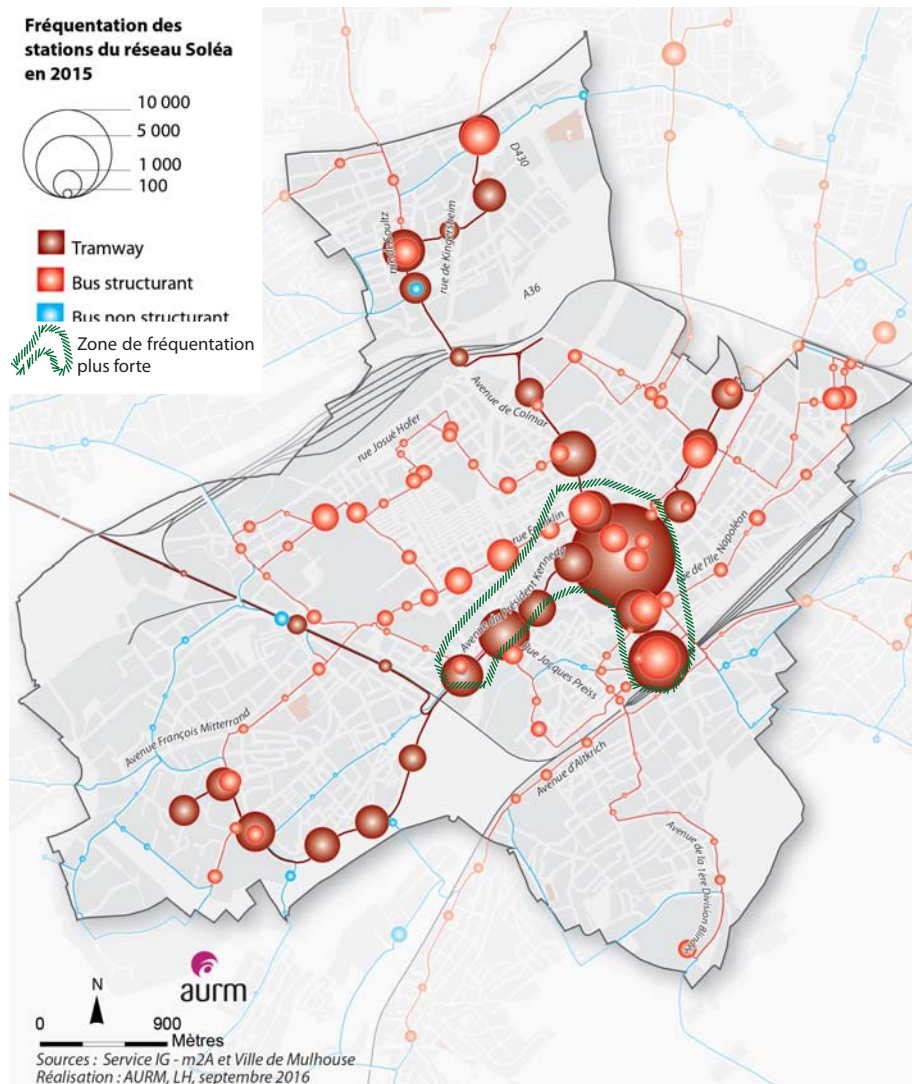 Fréquentation des
stations du réseau Soléa
en 2015
10 000
5 000
1 000
100
Tramway
Bus structurant
Bus non structurant
Zone de fréquentation
plus forte
D430
rue de Soultz
rue de Kingersheim
A36
Avenue de Colmar
rue Josué Hofer
rue Franklin
Avenue du Président Kennedy
de l'île Napoléon
Rue Jacques Preiss
Avenue François Mitterrand
Avenue d'Altkrich
Avenue de la 1ère Division Blindée
aurm
N
0 900
Mètres
Sources : Service IG - m2A et Ville de Mulhouse
Réalisation : AURM, LH, septembre 2016